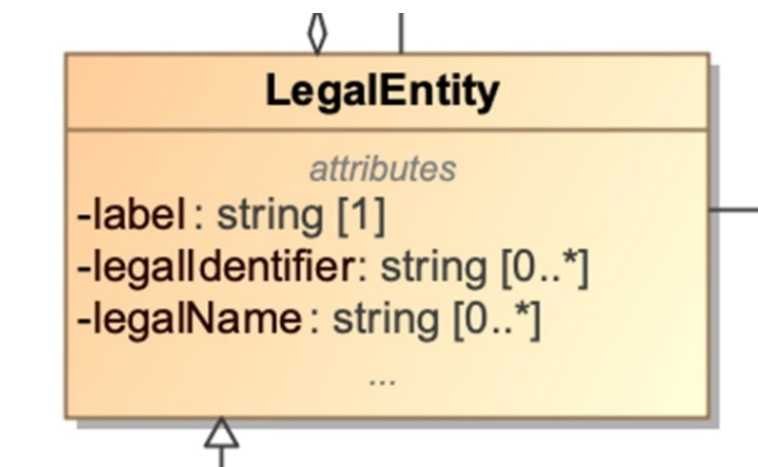 LegalEntity
attributes
-label : string [1]
-legalIdentifier: string [0..*]
-legalName : string [0..*]
...